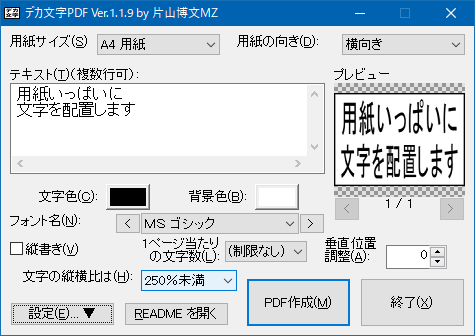 デカ文字PDF Ver.1.1.9 by 片山博文MZ
用紙サイズ(S) A4 用紙 用紙の向き(D): 横向き
テキスト(T)(複数行可): プレビュー
用紙いっぱいに
文字を配置します
用紙いっぱいに
文字を配置します
文字色(C): 背景色(B): < 1 / 1 >
フォント名(N): < MS ゴシック >
縦書き(V) 1ページ当たりの文字数(L): (制限なし) 垂直位置調整(A): 0
文字の縦横比は(H): 250%未満
設定(E)... ▼ README を開く PDF作成(M) 終了(X)